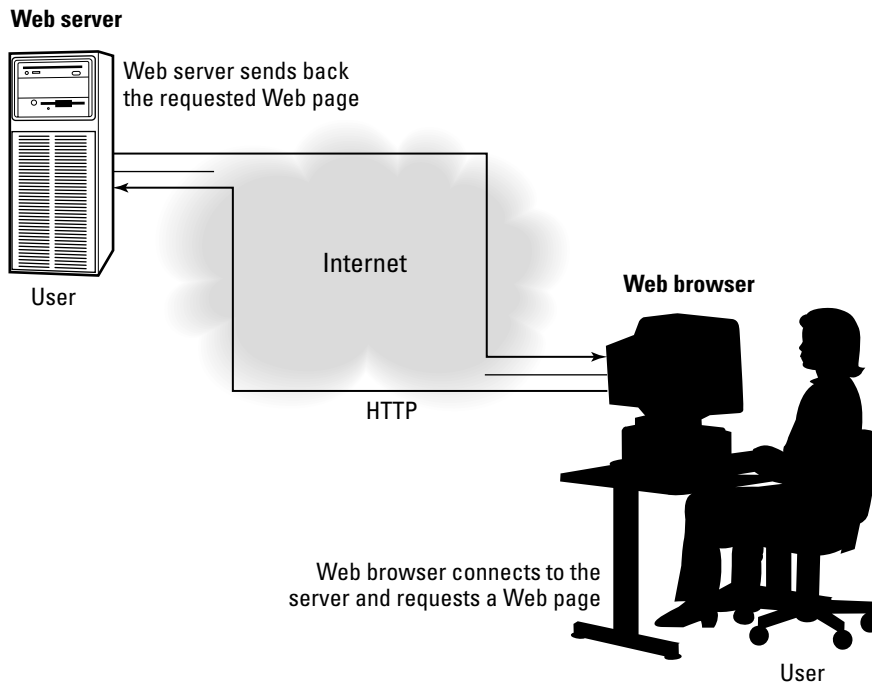 Web server
Web server sends back
the requested Web page
Internet
User
Web browser
HTTP
Web browser connects to the
server and requests a Web page
User